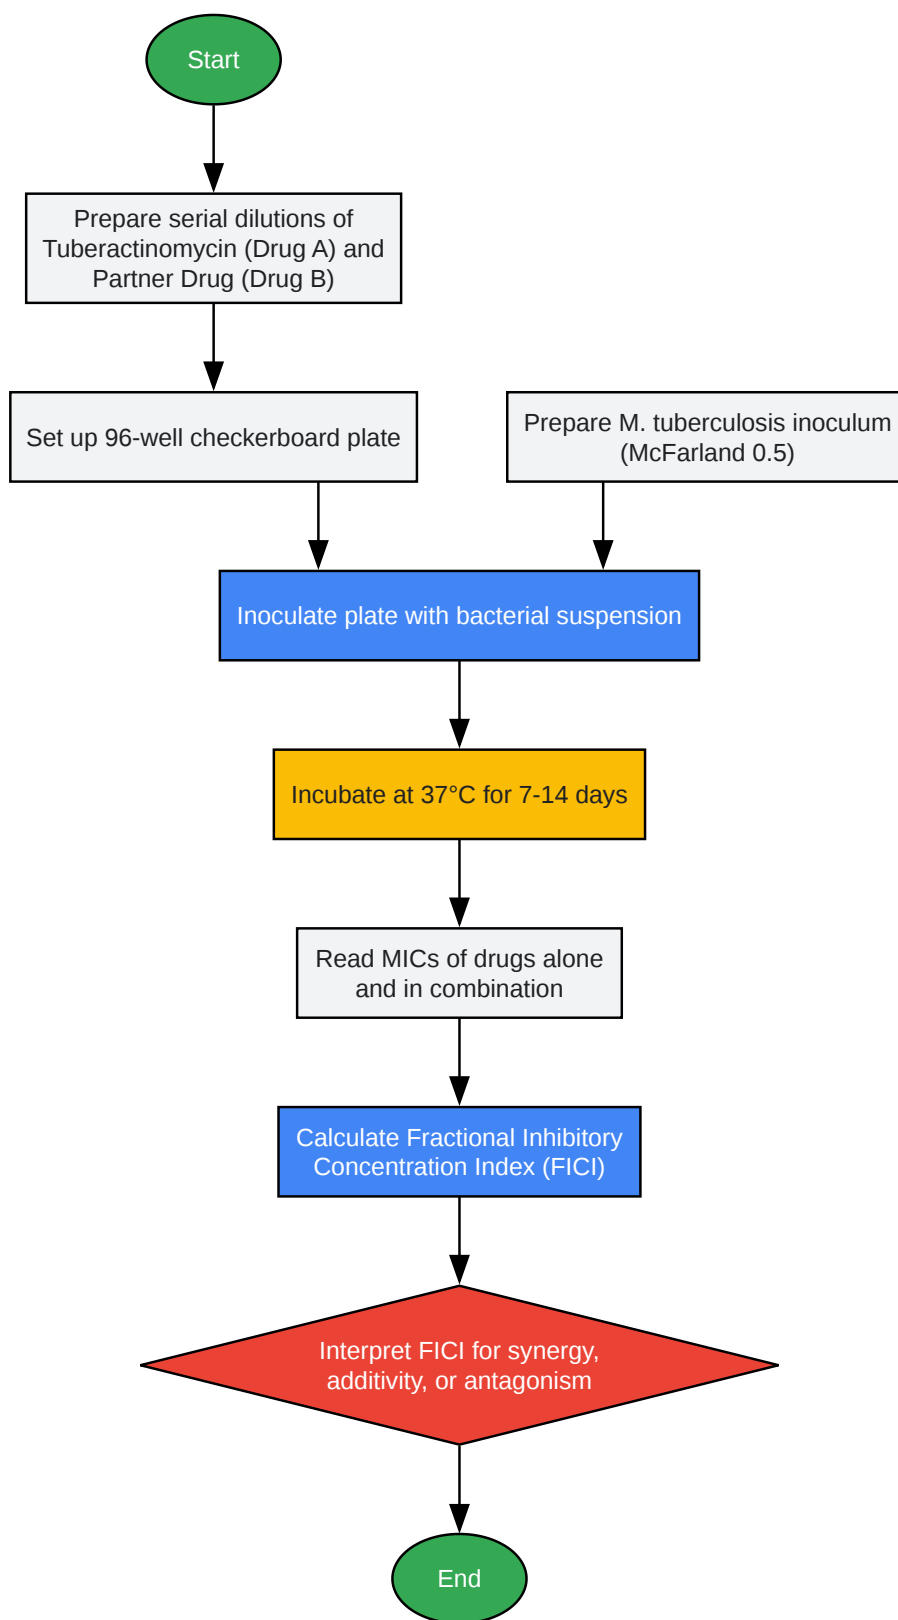 Start
Prepare serial dilutions of
Tuberactinomycin (Drug A) and
Partner Drug (Drug B)
Set up 96-well checkerboard plate
Prepare M. tuberculosis inoculum
(McFarland 0.5)
Inoculate plate with bacterial suspension
Incubate at 37°C for 7-14 days
Read MICs of drugs alone
and in combination
Calculate Fractional Inhibitory
Concentration Index (FICI)
Interpret FICI for synergy,
additivity, or antagonism
End